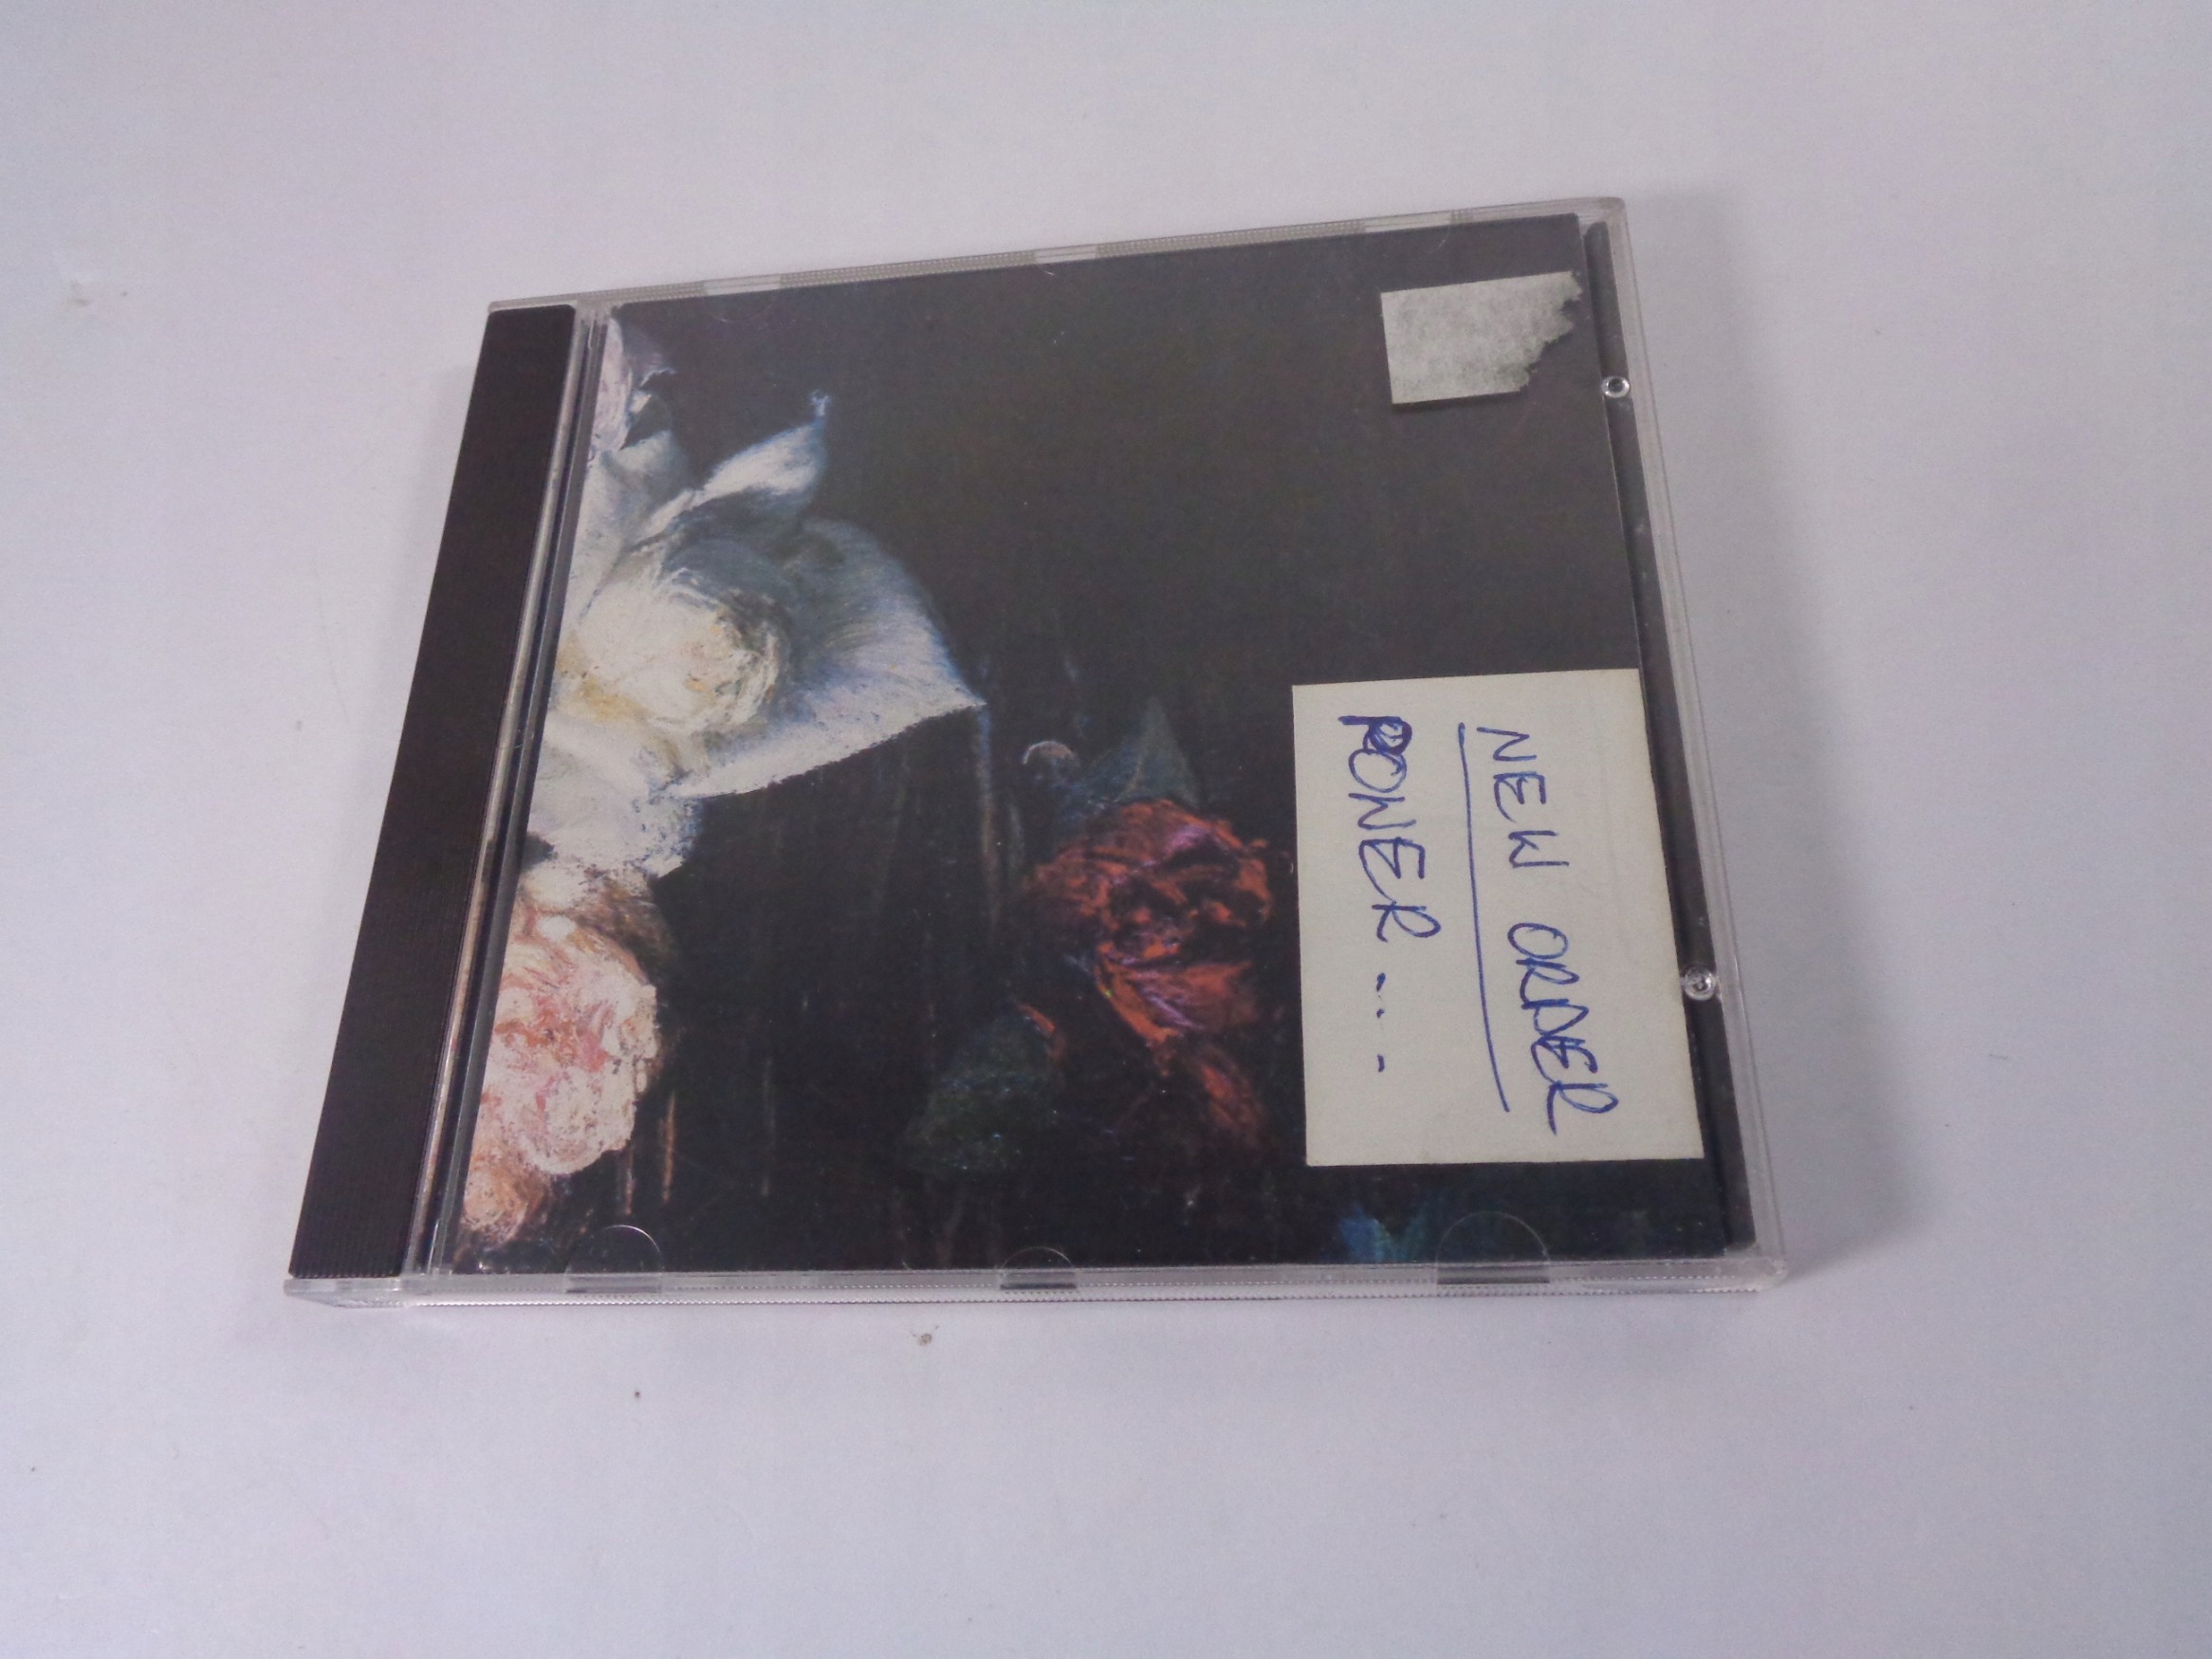 NEW ORDER
POWER ... -